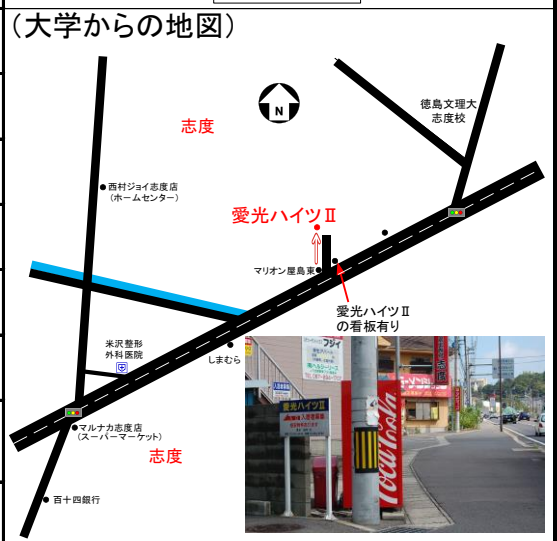 (大学からの地図)
N
徳島文理大
志度校
志度
西村ジョイ志度店
(ホームセンター)
愛光ハイツⅡ
マリオン屋島東
愛光ハイツⅡ
の看板有り
米沢整形
外科医院
しまむら
フジイ
愛光ハイツⅡ
入居者募集
マルナカ志度店
(スーパーマーケット)
志度
百十四銀行